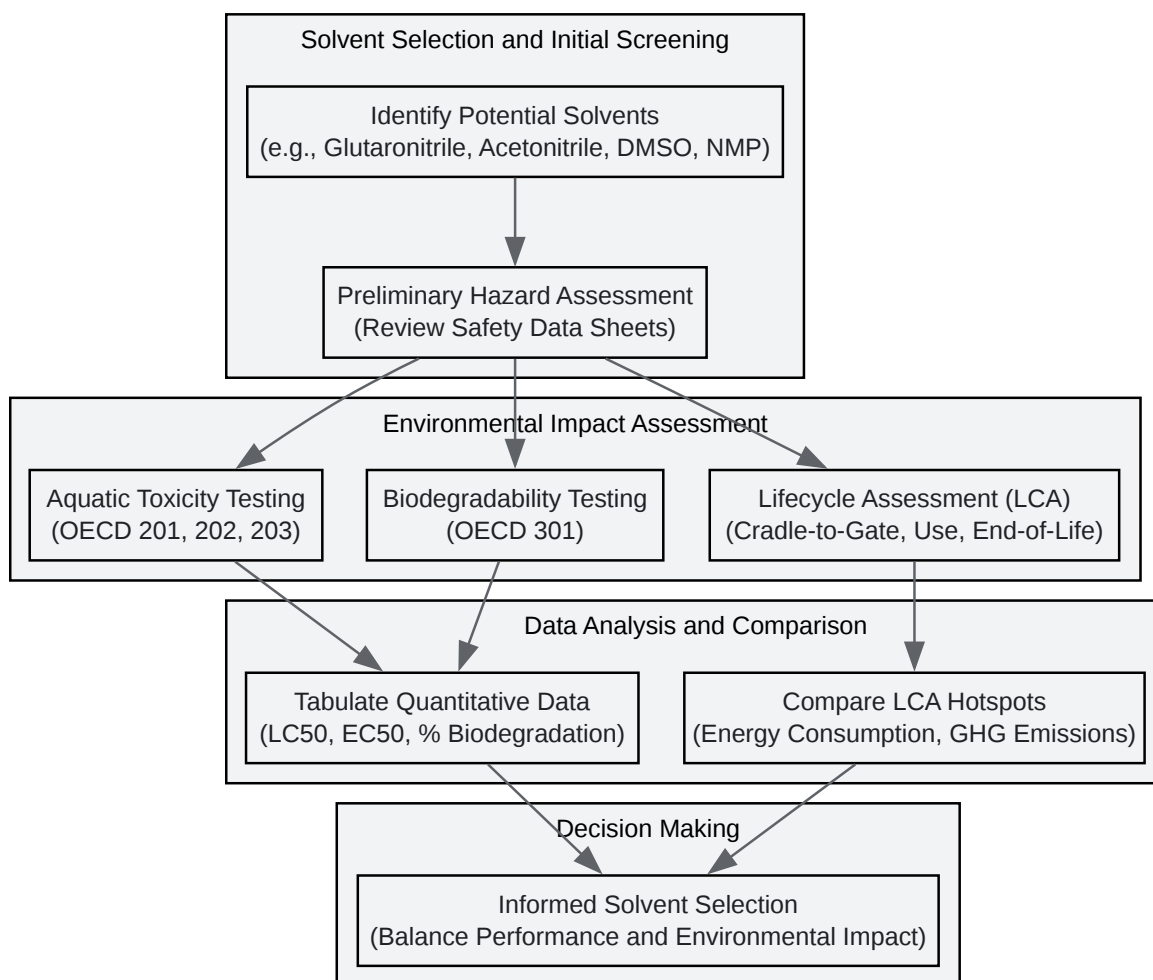 Solvent Selection and Initial Screening
Identify Potential Solvents
(e.g., Glutaronitrile, Acetonitrile, DMSO, NMP)
Preliminary Hazard Assessment
(Review Safety Data Sheets)
Environmental Impact Assessment
Aquatic Toxicity Testing
(OECD 201, 202, 203)
Biodegradability Testing
(OECD 301)
Lifecycle Assessment (LCA)
(Cradle-to-Gate, Use, End-of-Life)
Data Analysis and Comparison
Tabulate Quantitative Data
(LC50, EC50, % Biodegradation)
Compare LCA Hotspots
(Energy Consumption, GHG Emissions)
Decision Making
Informed Solvent Selection
(Balance Performance and Environmental Impact)